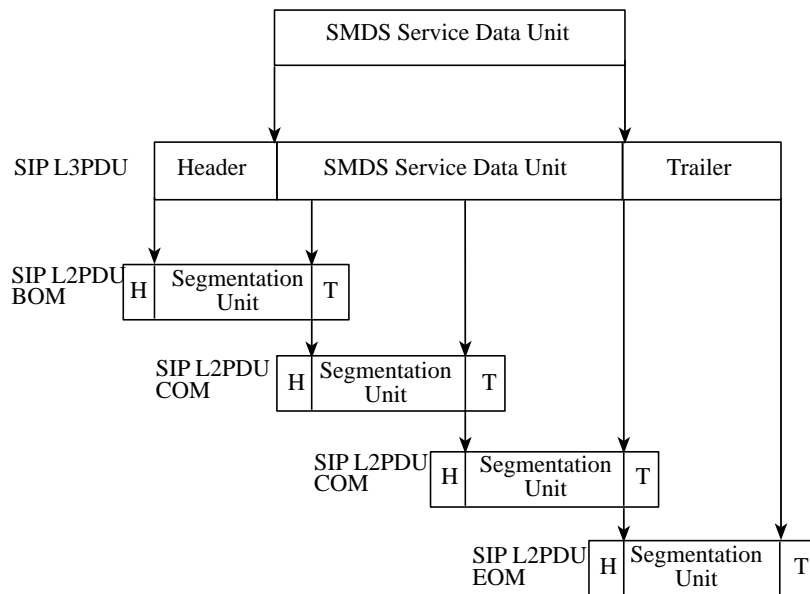 SMDS Service Data Unit
SIP L3PDU Header SMDS Service Data Unit Trailer
SIP L2PDU
BOM
H
Segmentation
Unit
T
SIP L2PDU
COM
H
Segmentation
Unit
T
SIP L2PDU
COM
H
Segmentation
Unit
T
SIP L2PDU
EOM
H
Segmentation
Unit
T